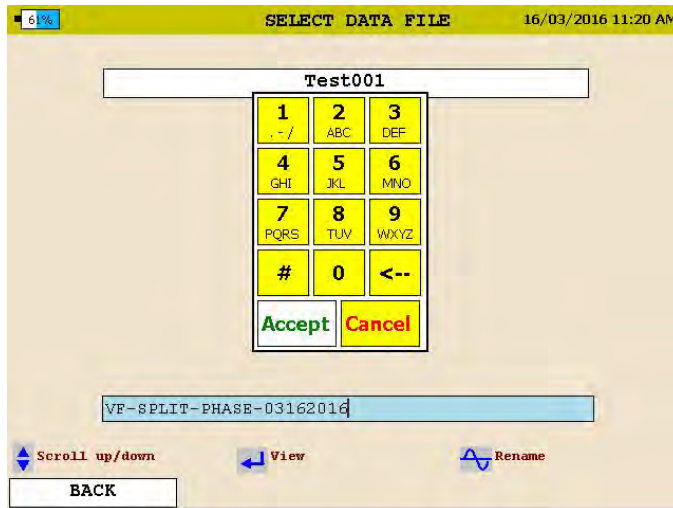 61% SELECT DATA FILE 16/03/2016 11:20 AM
Test001
1 2 3
.-/ ABC DEF
4 5 6
GHI JKL MNO
7 8 9
PQRS TUV WXYZ
# 0 <--
Accept Cancel
VF-SPLIT-PHASE-03162016
Scroll up/down View Rename
BACK